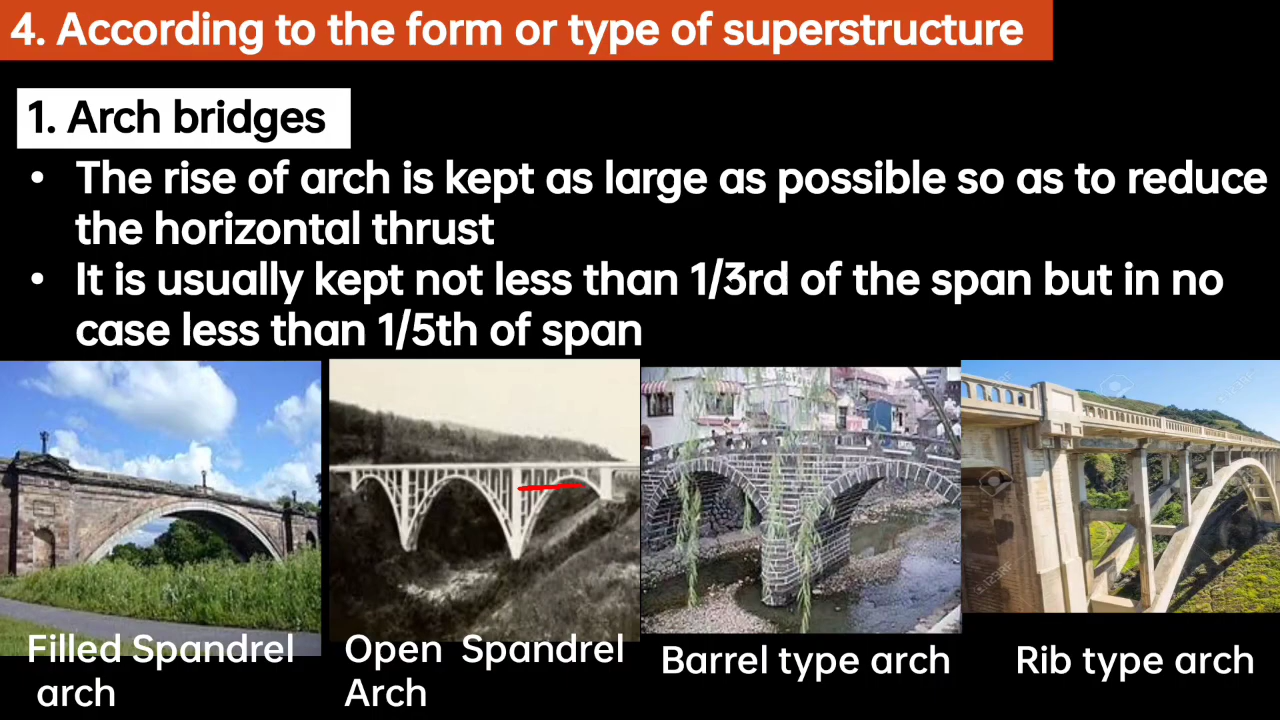 4. According to the form or type of superstructure
1. Arch bridges
• The rise of arch is kept as large as possible so as to reduce
the horizontal thrust
• It is usually kept not less than 1/3rd of the span but in no
case less than 1/5th of span
Filled Spandrel
arch
Open Spandrel
Arch
Barrel type arch
Rib type arch